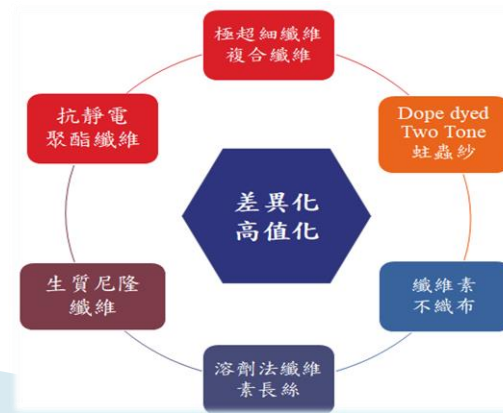 極超細纖維
複合纖維
抗靜電
聚酯纖維
Dope dyed
Two Tone
蛀蟲紗
差異化
高值化
生質尼隆
纖維
纖維素
不織布
溶劑法纖維
素長絲